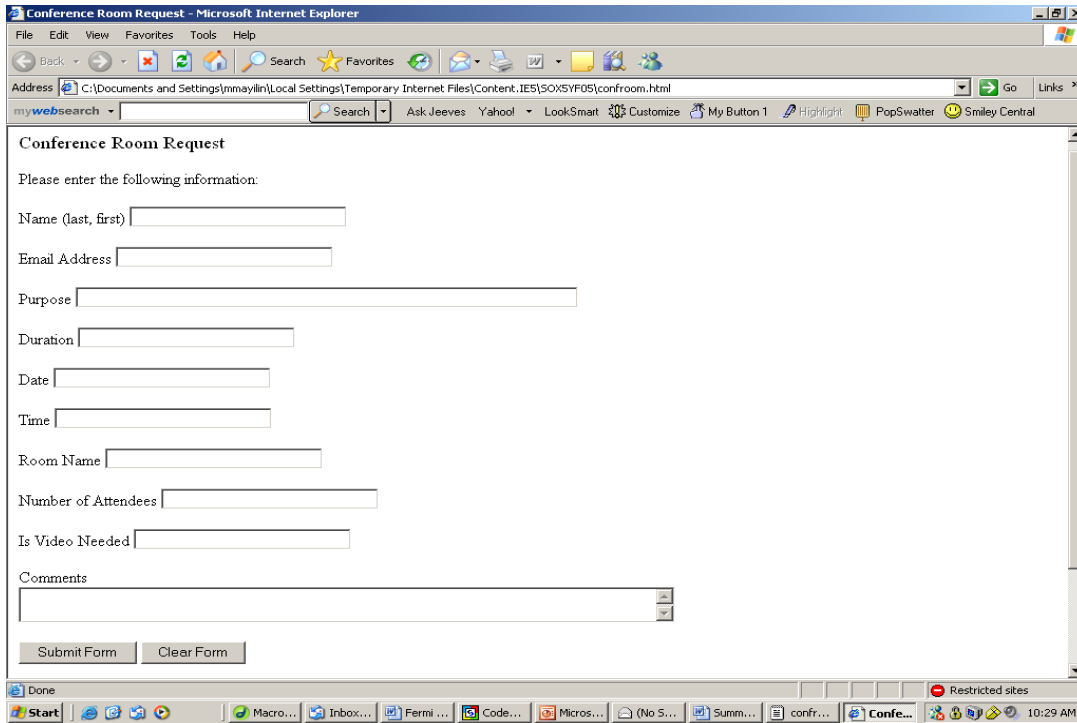 Conference Room Request - Microsoft Internet Explorer
File Edit View Favorites Tools Help
Back Search Favorites
Address C:\Documents and Settings\mmayilin\Local Settings\Temporary Internet Files\Content.IE5\SOX5YF05\confroom.html Go Links »
mywebsearch Search Ask Jeeves Yahoo! LookSmart Customize My Button 1 Highlight PopSwatter Smiley Central
Conference Room Request
Please enter the following information:
Name (last, first)
Email Address
Purpose
Duration
Date
Time
Room Name
Number of Attendees
Is Video Needed
Comments
Submit Form Clear Form
Done Restricted sites
Start Macro... Inbox... Fermi ... Code... Micros... (No S... Summ... confr... Confe... 10:29 AM